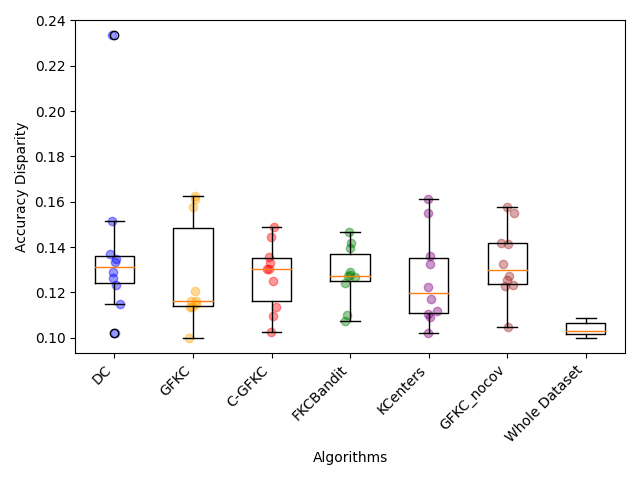 0.24
0.22
0.20
0.18
0.16
0.14
0.12
0.10
Accuracy Disparity
DC
GFKC
C-GFKC
FKCBandit
KCenters
GFKC_nocov
Whole Dataset
Algorithms